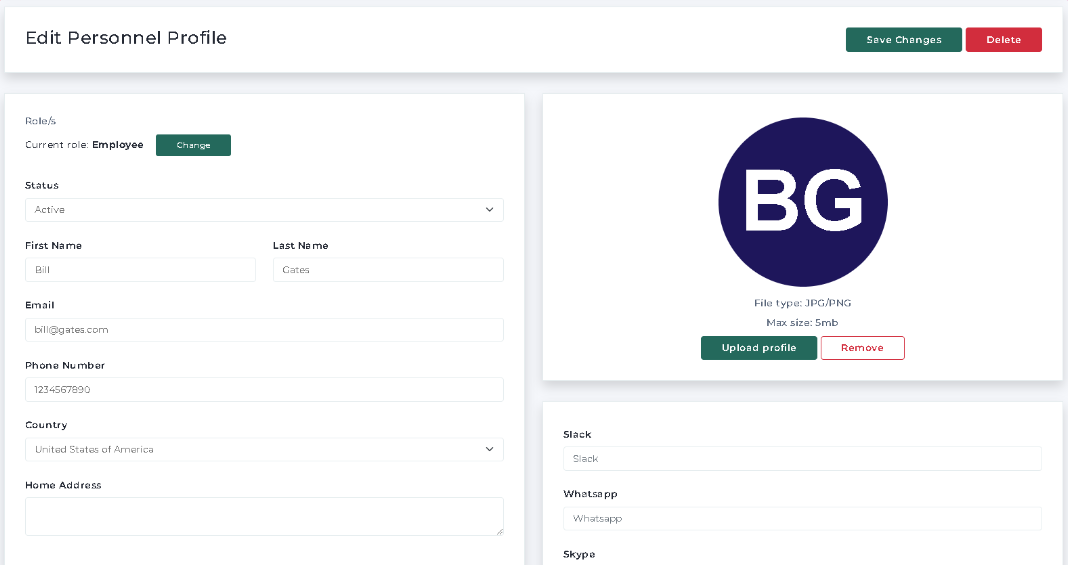 Edit Personnel Profile
Save Changes
Delete
Role/s
Current role: Employee
Change
Status
Active
First Name
Last Name
Bill
Gates
Email
bill@gates.com
Phone Number
1234567890
Country
United States of America
Home Address
BG
File type: JPG/PNG
Max size: 5mb
Upload profile
Remove
Slack
Slack
Whatsapp
Whatsapp
Skype